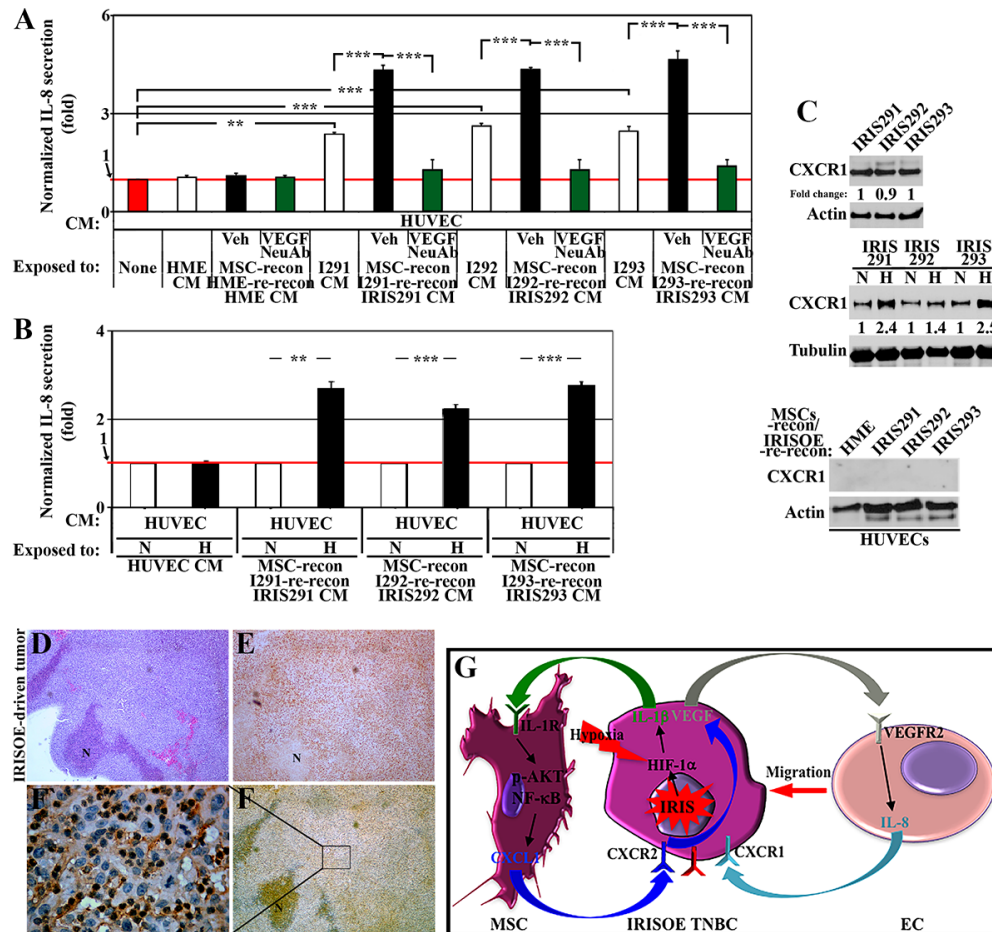 A
Normalized IL-8 secretion
(fold)
6
3
1
0
***
***
***
***
***
***
***
***
**
CM:
HUVEC
Exposed to:
None
HME
CM
Veh
VEGF
NeuAb
MSC-recon
HME-re-recon
HME CM
I291
CM
Veh
VEGF
NeuAb
MSC-recon
I291-re-recon
IRIS291 CM
I292
CM
Veh
VEGF
NeuAb
MSC-recon
I292-re-recon
IRIS292 CM
I293
CM
Veh
VEGF
NeuAb
MSC-recon
I293-re-recon
IRIS293 CM
B
Normalized IL-8 secretion
(fold)
4
2
1
0
**
***
***
CM:
HUVEC
HUVEC
HUVEC
HUVEC
Exposed to:
N H
HUVEC CM
N H
MSC-recon
I291-re-recon
IRIS291 CM
N H
MSC-recon
I292-re-recon
IRIS292 CM
N H
MSC-recon
I293-re-recon
IRIS293 CM
C
IRIS291
IRIS292
IRIS293
CXCR1
Fold change: 1 0.9 1
Actin
IRIS 291
IRIS 292
IRIS 293
N H N H N H
CXCR1
1 2.4 1 1.4 1 2.5
Tubulin
MSCs
-recon/
IRISOE
-re-recon:
HME
IRIS291
IRIS292
IRIS293
CXCR1
Actin
HUVECs
IRISOE-driven tumor
D
N
E
N
F'
F
N
G
IL-1R
p-AKT
NF-κB
CXCL1
MSC
Hypoxia
IL-1β VEGF
HIF-1α
IRIS
CXCR2
CXCR1
IRISOE TNBC
Migration
VEGFR2
IL-8
EC